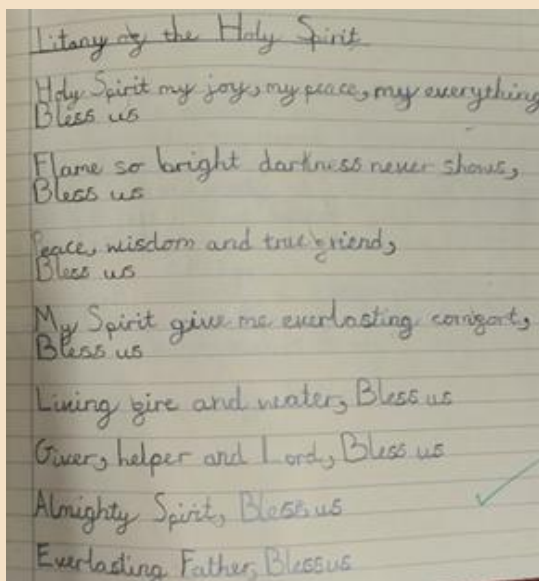 Litany of the Holy Spirit
Holy Spirit my joy, my peace, my everything
Bless us
Flame so bright darkness never shows,
Bless us
Peace, wisdom and true friend,
Bless us
My Spirit give me everlasting comfort,
Bless us
Living fire and water, Bless us
Giver, helper and Lord, Bless us
Almighty Spirit, Bless us
Everlasting Father, Bless us